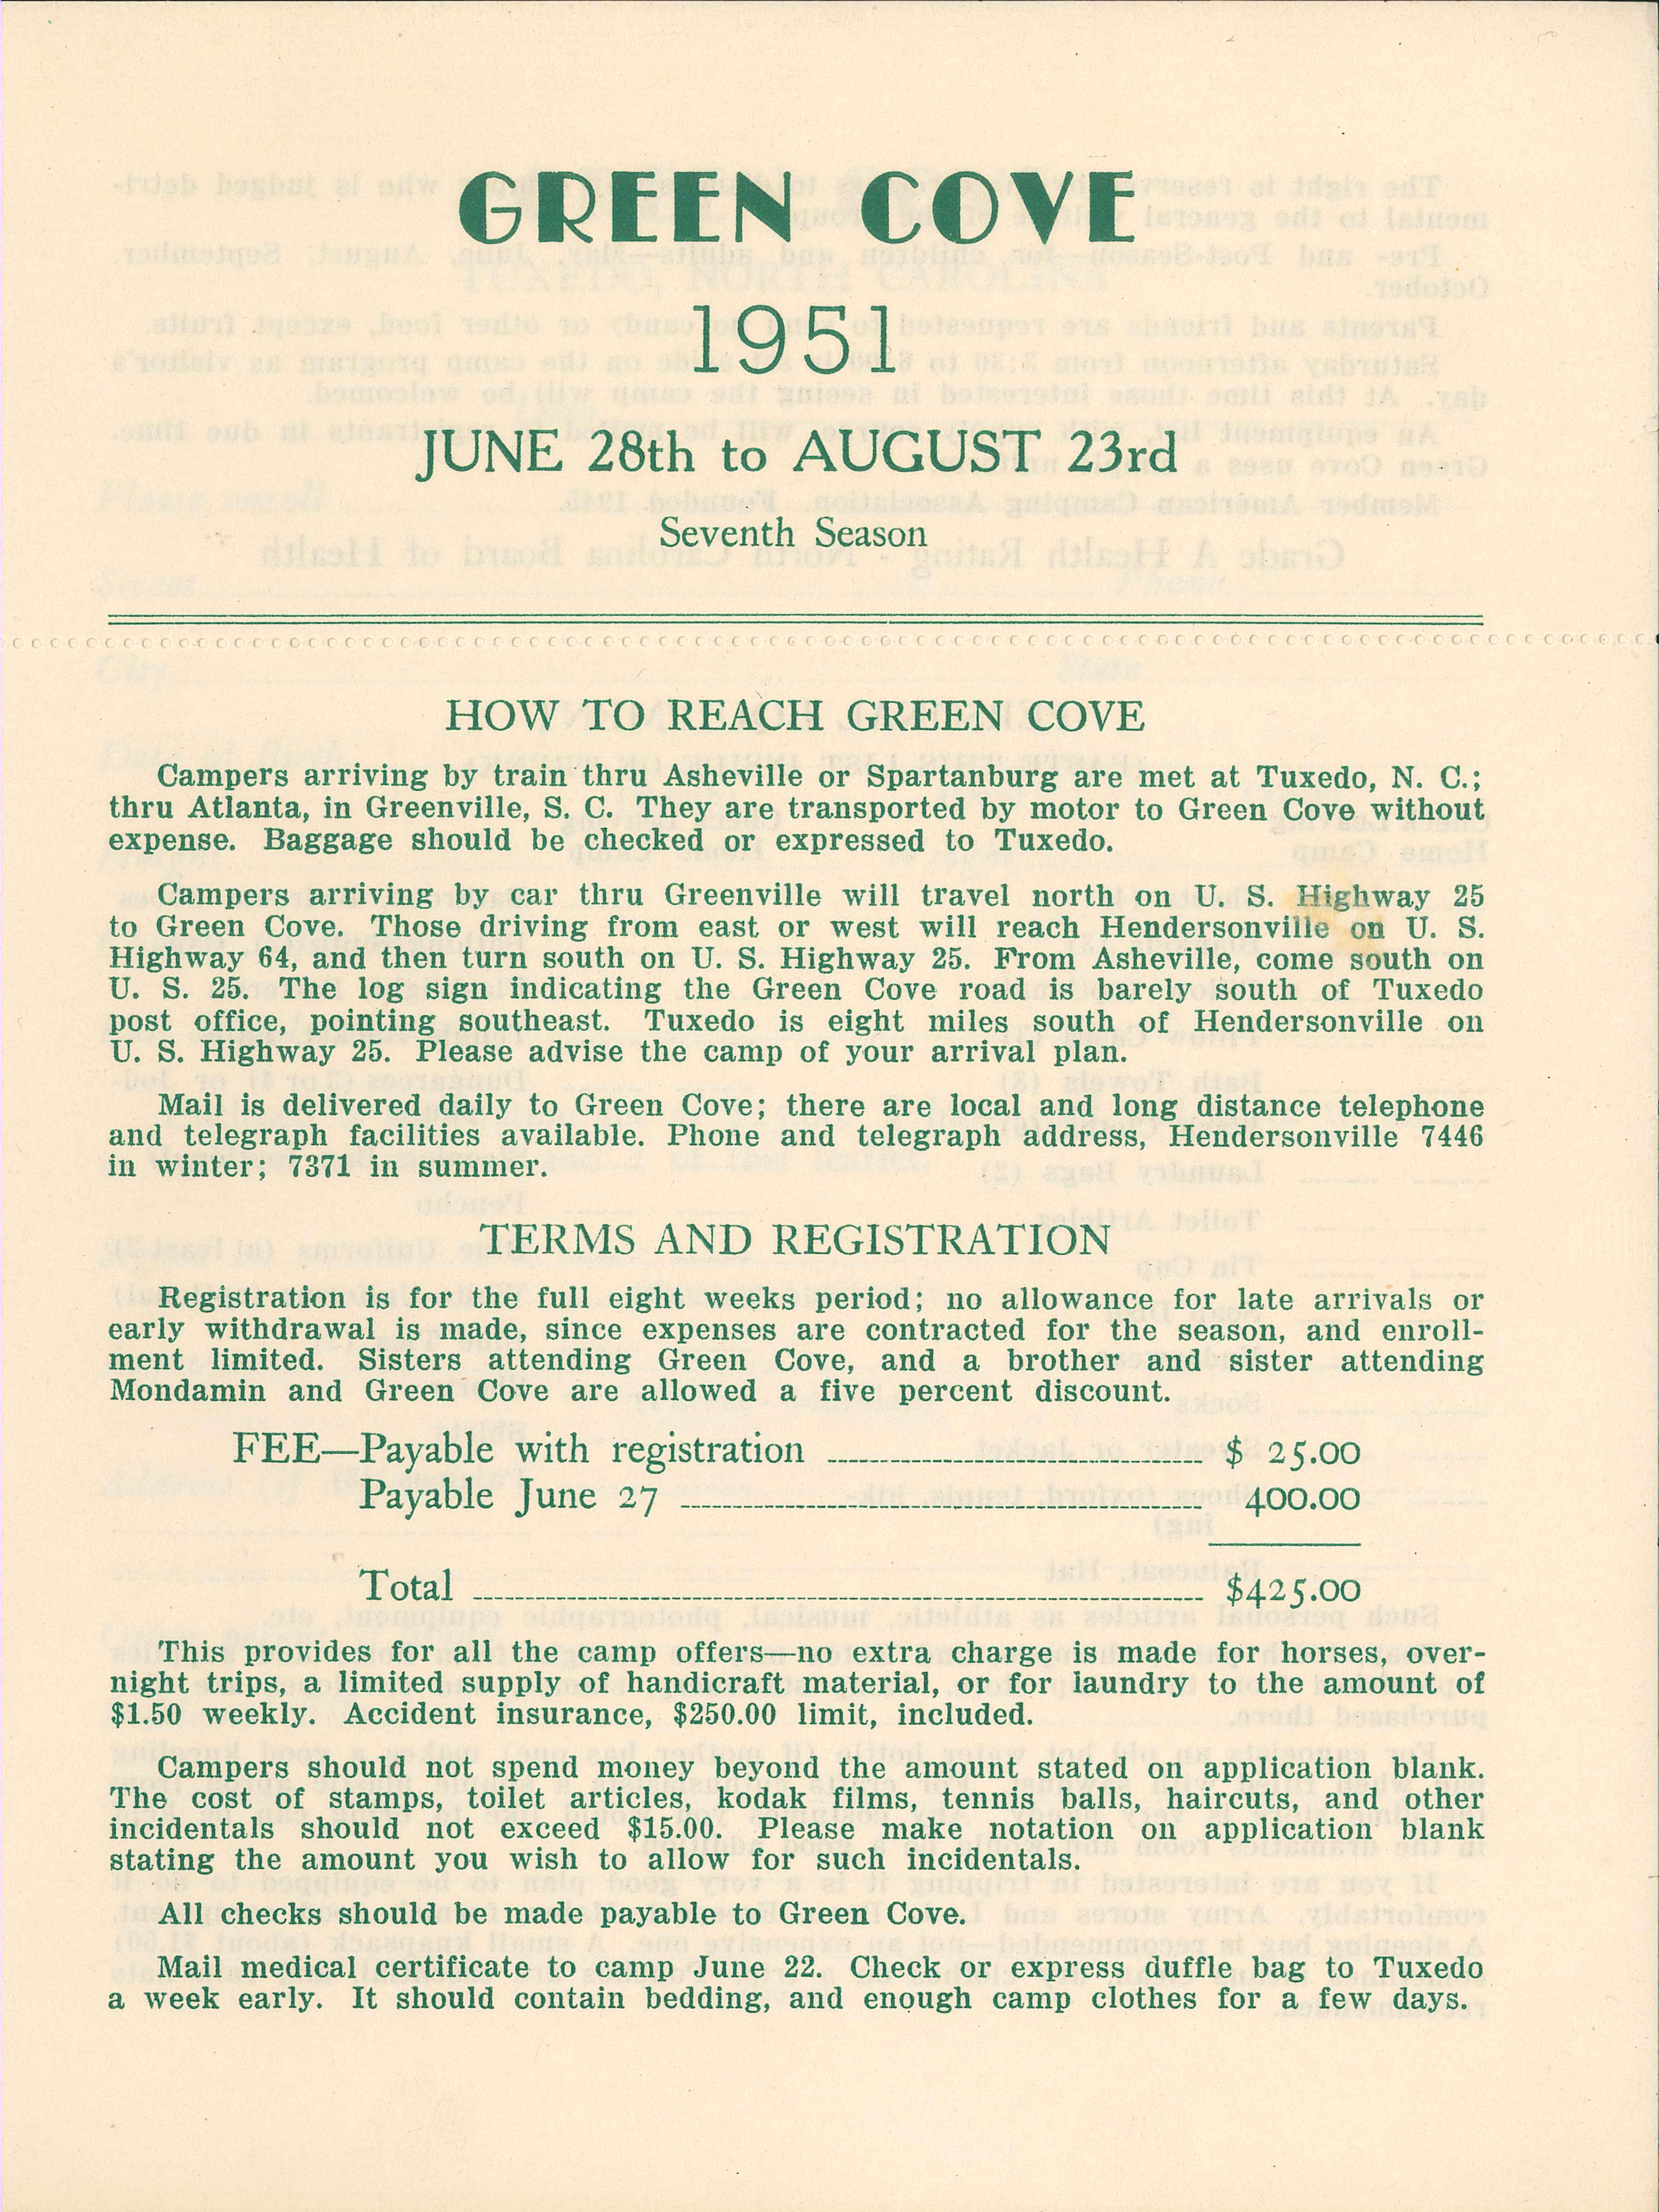 GREEN COVE
1951
JUNE 28th to AUGUST 23rd
Seventh Season
HOW TO REACH GREEN COVE
Campers arriving by train thru Asheville or Spartanburg are met at Tuxedo, N. C.;
thru Atlanta, in Greenville, S. C. They are transported by motor to Green Cove without
expense. Baggage should be checked or expressed to Tuxedo.
Campers arriving by car thru Greenville will travel north on U. S. Highway 25
to Green Cove. Those driving from east or west will reach Hendersonville on U. S.
Highway 64, and then turn south on U. S. Highway 25. From Asheville, come south on
U. S. 25. The log sign indicating the Green Cove road is barely south of Tuxedo
post office, pointing southeast. Tuxedo is eight miles south of Hendersonville on
U. S. Highway 25. Please advise the camp of your arrival plan.
Mail is delivered daily to Green Cove; there are local and long distance telephone
and telegraph facilities available. Phone and telegraph address, Hendersonville 7446
in winter; 7371 in summer.
TERMS AND REGISTRATION
Registration is for the full eight weeks period; no allowance for late arrivals or
early withdrawal is made, since expenses are contracted for the season, and enroll-
ment limited. Sisters attending Green Cove, and a brother and sister attending
Mondamin and Green Cove are allowed a five percent discount.
FEE—Payable with registration $ 25.00
Payable June 27 400.00
Total $425.00
This provides for all the camp offers—no extra charge is made for horses, over-
night trips, a limited supply of handicraft material, or for laundry to the amount of
$1.50 weekly. Accident insurance, $250.00 limit, included.
Campers should not spend money beyond the amount stated on application blank.
The cost of stamps, toilet articles, kodak films, tennis balls, haircuts, and other
incidentals should not exceed $15.00. Please make notation on application blank
stating the amount you wish to allow for such incidentals.
All checks should be made payable to Green Cove.
Mail medical certificate to camp June 22. Check or express duffle bag to Tuxedo
a week early. It should contain bedding, and enough camp clothes for a few days.